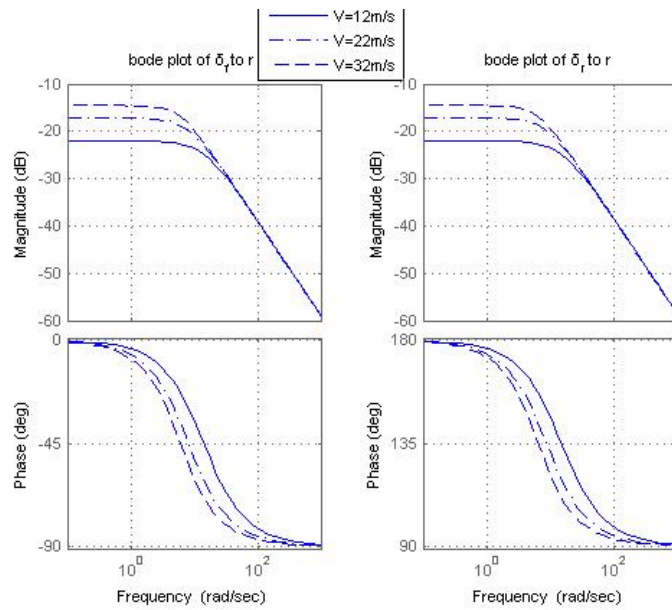 V=12m/s
V=22m/s
V=32m/s
bode plot of δr to r
bode plot of δr to r
-10
-20
-30
-40
-50
-60
Magnitude (dB)
-10
-20
-30
-40
-50
-60
Magnitude (dB)
0
-45
-90
Phase (deg)
180
135
90
Phase (deg)
10^0
10^2
10^0
10^2
Frequency (rad/sec)
Frequency (rad/sec)